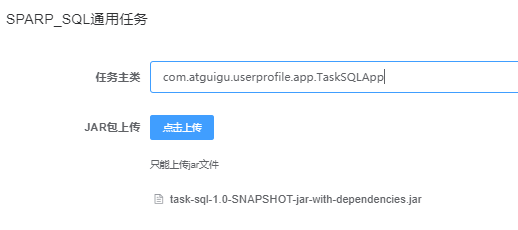 SPARP_SQL通用任务
任务主类 com.atguigu.userprofile.app.TaskSQLApp
JAR包上传 点击上传
只能上传jar文件
task-sql-1.0-SNAPSHOT-jar-with-dependencies.jar